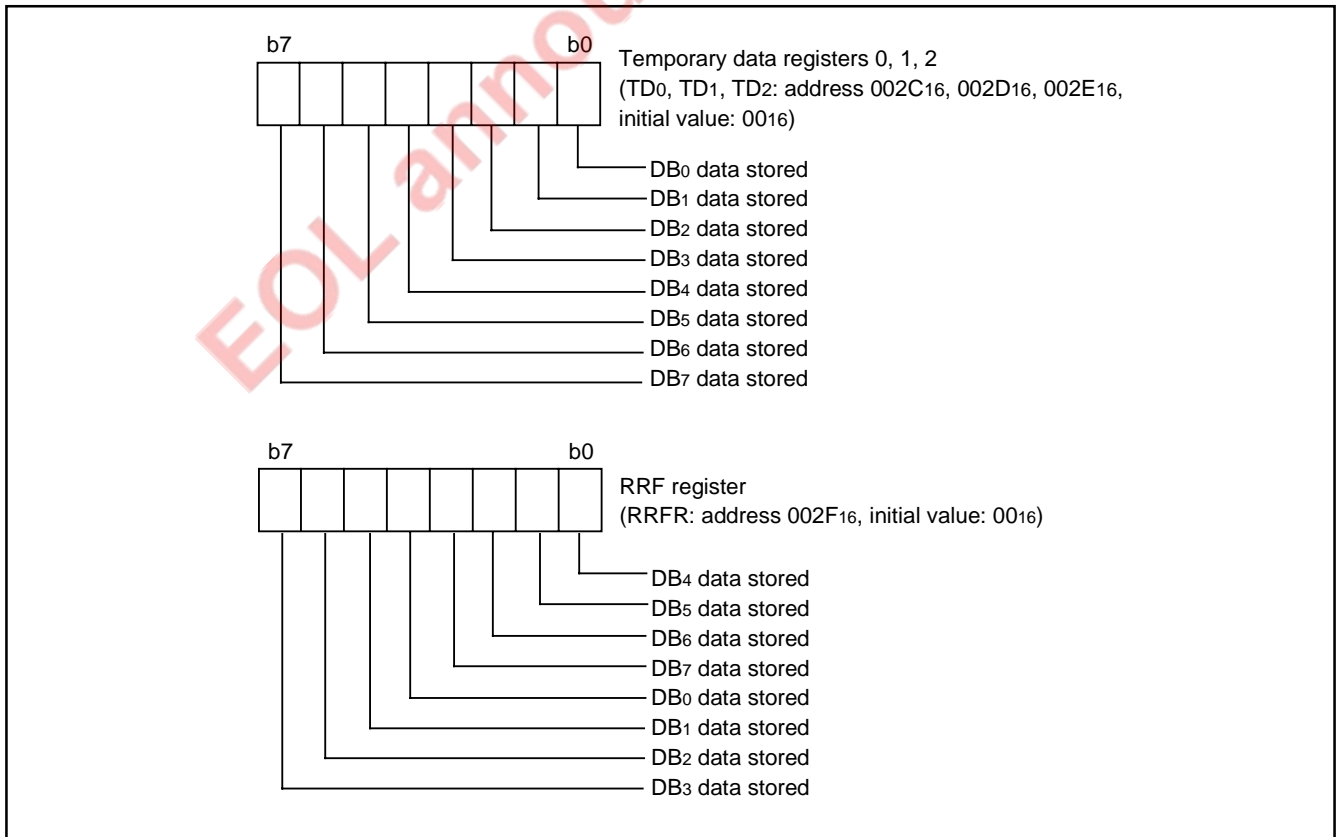 b7 b0
Temporary data registers 0, 1, 2
(TD0, TD1, TD2: address 002C16, 002D16, 002E16,
initial value: 0016)
DB0 data stored
DB1 data stored
DB2 data stored
DB3 data stored
DB4 data stored
DB5 data stored
DB6 data stored
DB7 data stored
b7 b0
RRF register
(RRFR: address 002F16, initial value: 0016)
DB4 data stored
DB5 data stored
DB6 data stored
DB7 data stored
DB0 data stored
DB1 data stored
DB2 data stored
DB3 data stored
EOL